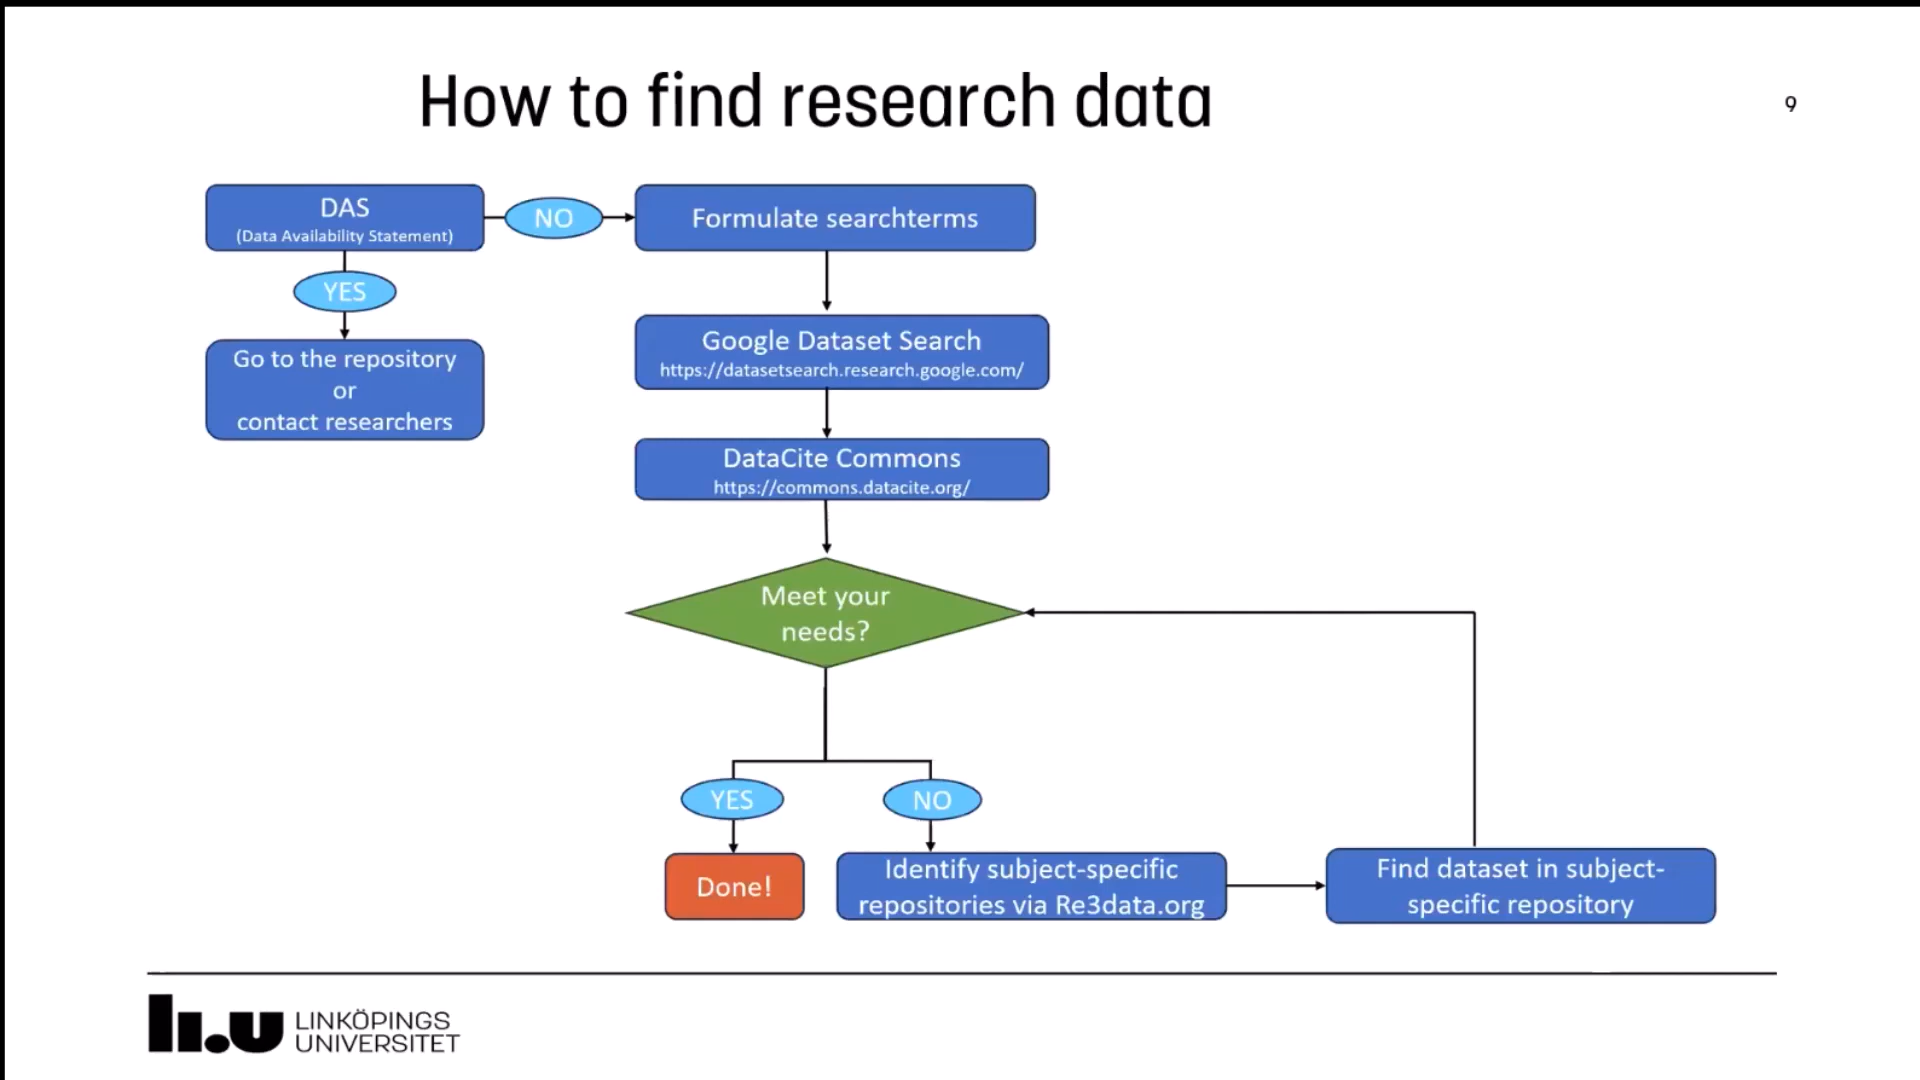 How to find research data
9
DAS
(Data Availability Statement)
NO
Formulate searchterms
YES
Go to the repository
or
contact researchers
Google Dataset Search
https://datasetsearch.research.google.com/
DataCite Commons
https://commons.datacite.org/
Meet your
needs?
YES
NO
Done!
Identify subject-specific
repositories via Re3data.org
Find dataset in subject-
specific repository
li.u
LINKÖPINGS
UNIVERSITET